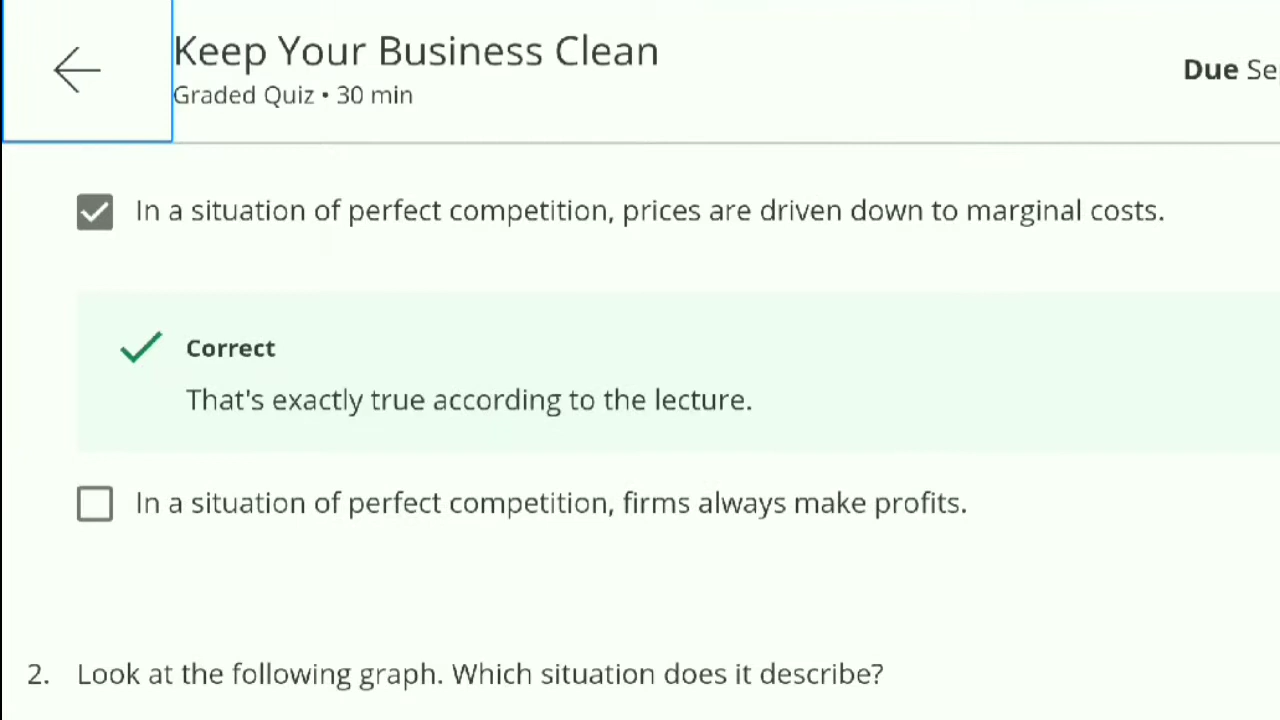 Keep Your Business Clean
Graded Quiz • 30 min
Due
In a situation of perfect competition, prices are driven down to marginal costs.
Correct
That's exactly true according to the lecture.
In a situation of perfect competition, firms always make profits.
2. Look at the following graph. Which situation does it describe?